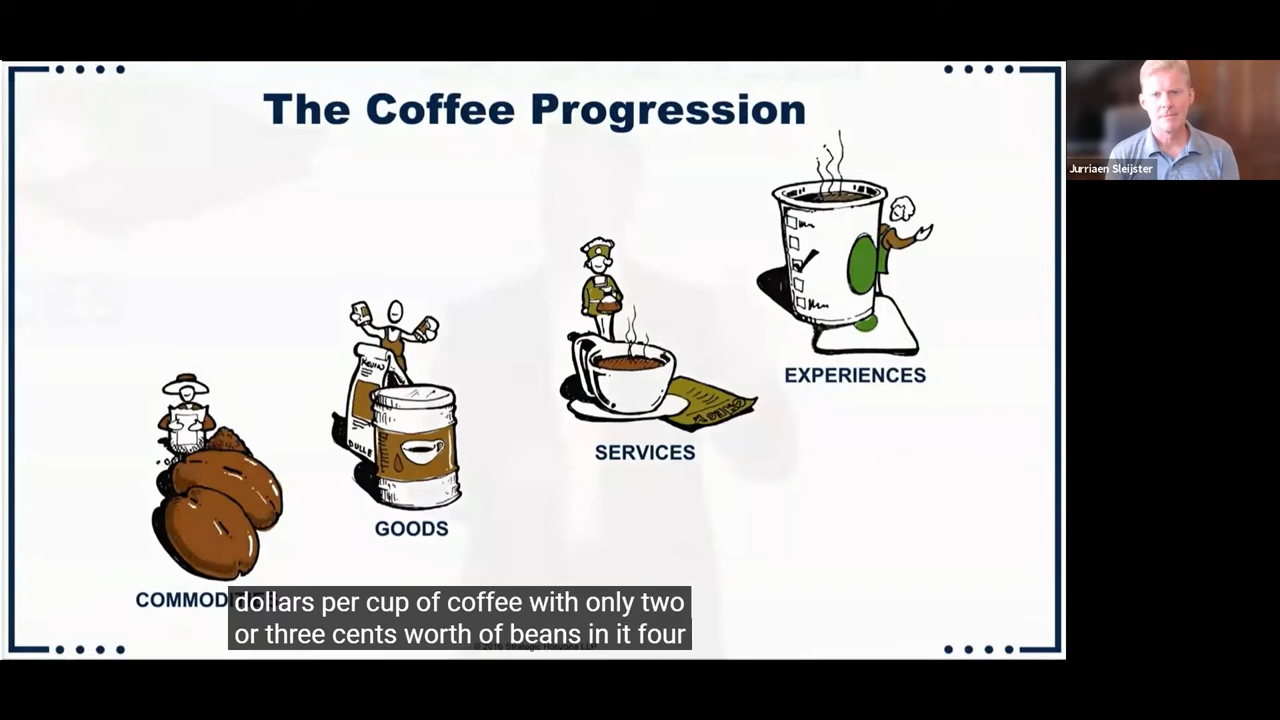 The Coffee Progression
Jurriaen Sleijster
EXPERIENCES
SERVICES
GOODS
dollars per cup of coffee with only two
or three cents worth of beans in it four